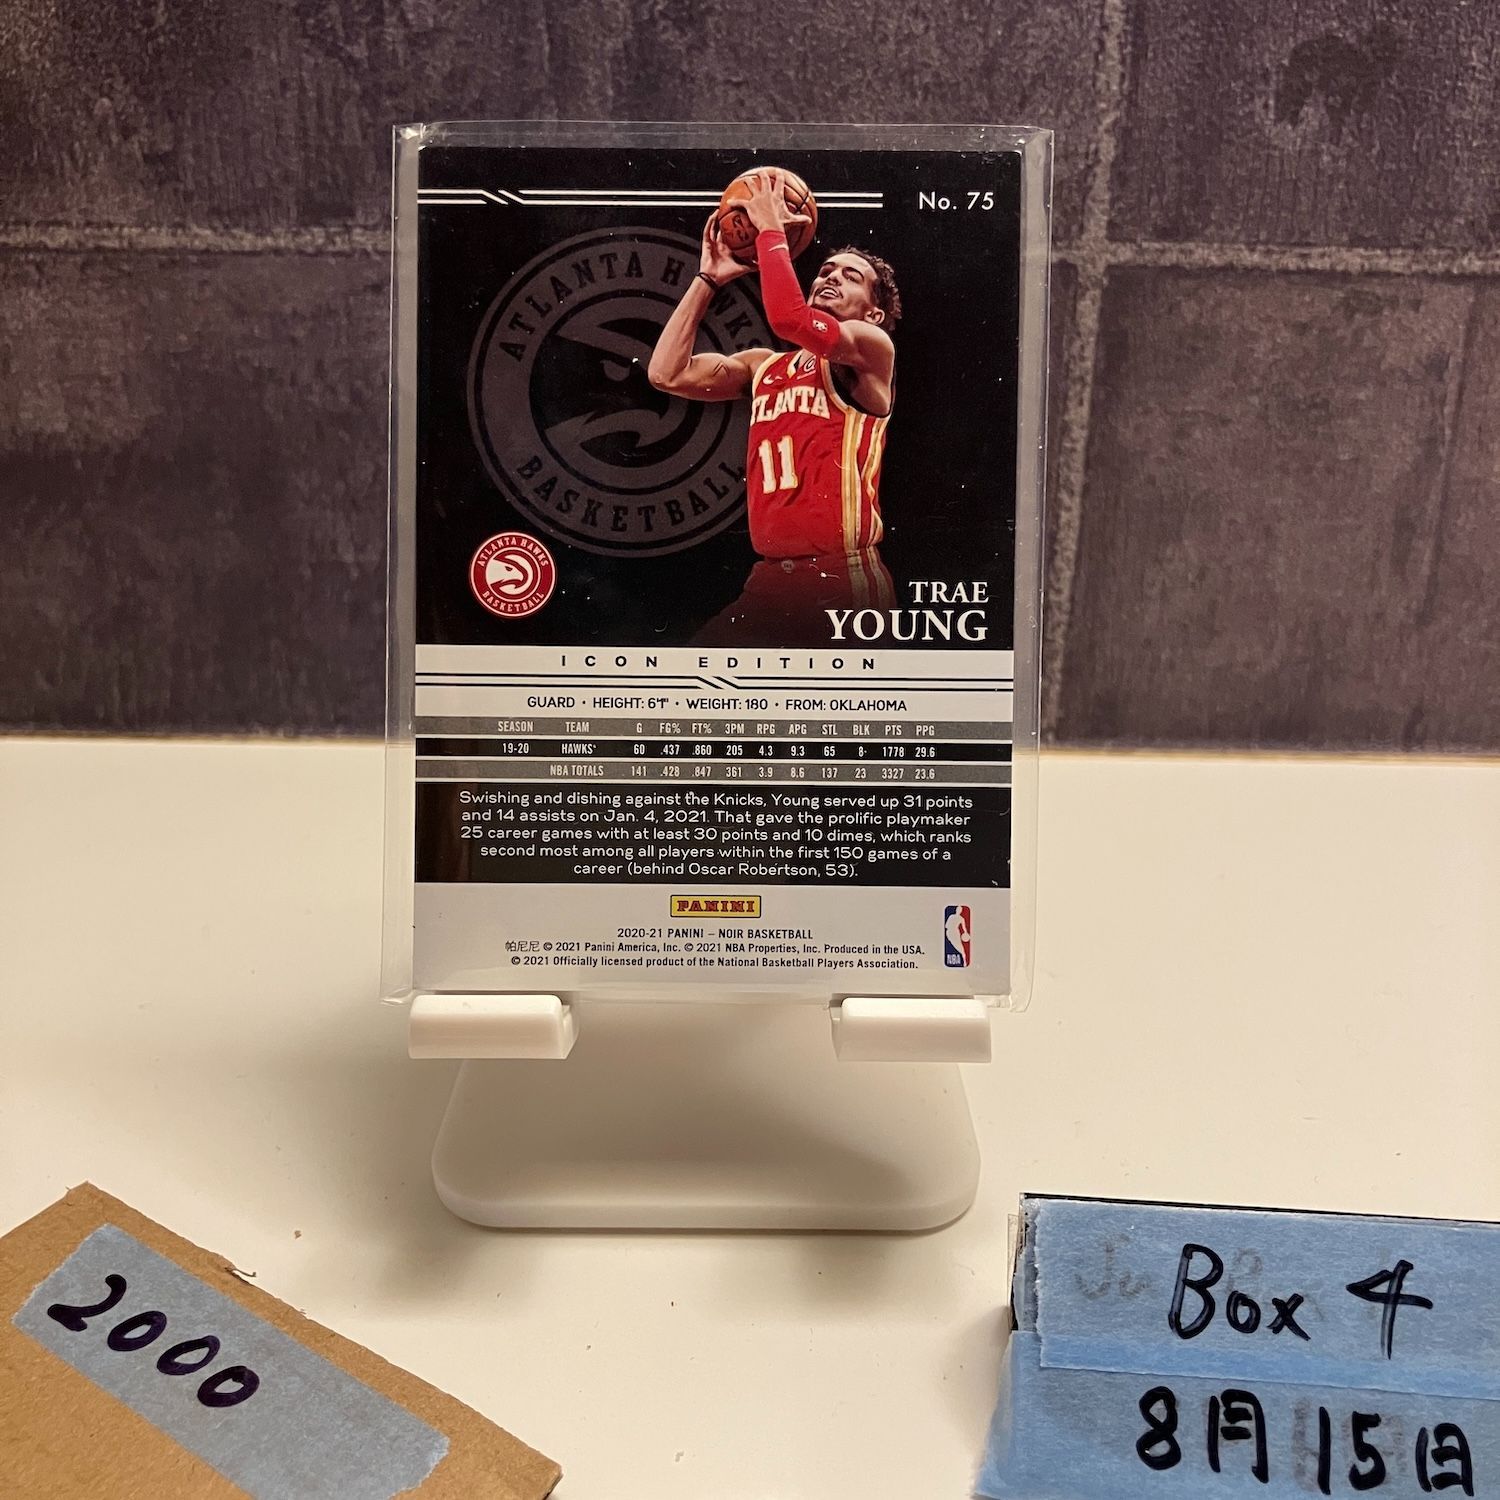 No. 75
ATLANTA HAWKS
BASKETBALL
ATLANTA
11
ATLANTA HAWKS
BASKETBALL
TRAE
YOUNG
ICON EDITION
GUARD • HEIGHT: 6'1" • WEIGHT: 180 • FROM: OKLAHOMA
SEASON TEAM G FG% FT% 3PM RPG APG STL BLK PTS PPG
19-20 HAWKS* 60 .437 .860 205 4.3 9.3 65 8 1778 29.6
NBA TOTALS 141 .428 .847 361 3.9 8.6 137 23 3327 23.6
Swishing and dishing against the Knicks, Young served up 31 points
and 14 assists on Jan. 4, 2021. That gave the prolific playmaker
25 career games with at least 30 points and 10 dimes, which ranks
second most among all players within the first 150 games of a
career (behind Oscar Robertson, 53).
PANINI
2020-21 PANINI – NOIR BASKETBALL
帕尼尼 © 2021 Panini America, Inc. © 2021 NBA Properties, Inc. Produced in the USA.
© 2021 Officially licensed product of the National Basketball Players Association.
NBA
2000
Box 4
8月15日